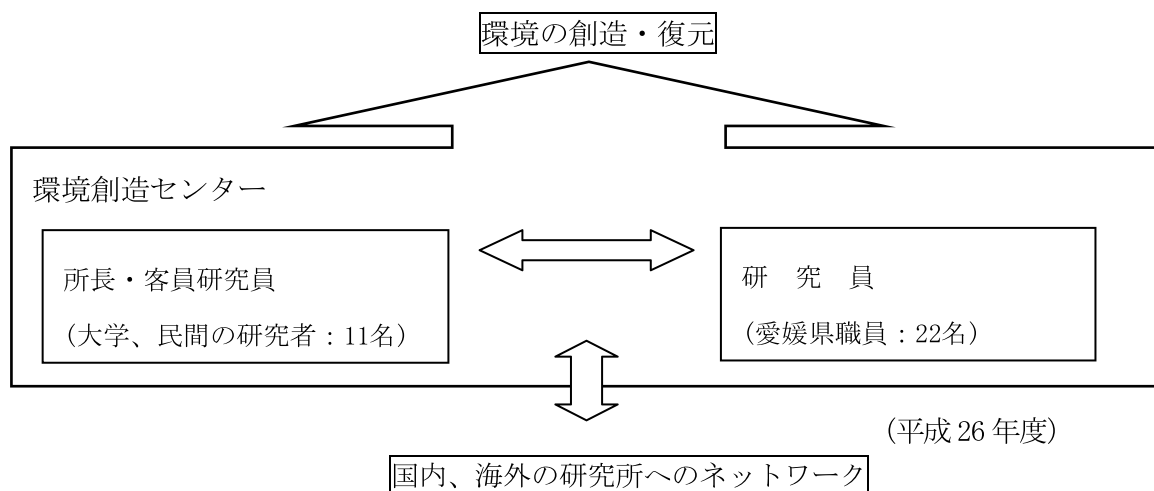 環境の創造・復元
環境創造センター
所長・客員研究員
（大学、民間の研究者：11名）
研　究　員
（愛媛県職員：22名）
（平成 26 年度）
国内、海外の研究所へのネットワーク